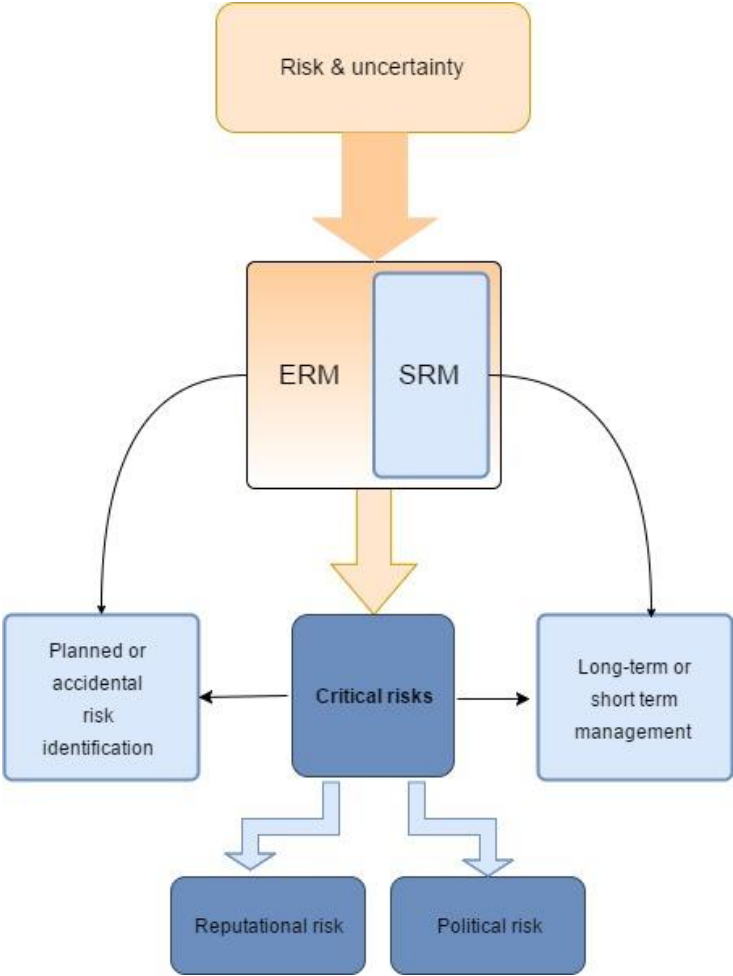 Risk & uncertainty
ERM
SRM
Planned or
accidental
risk
identification
Critical risks
Long-term or
short term
management
Reputational risk
Political risk